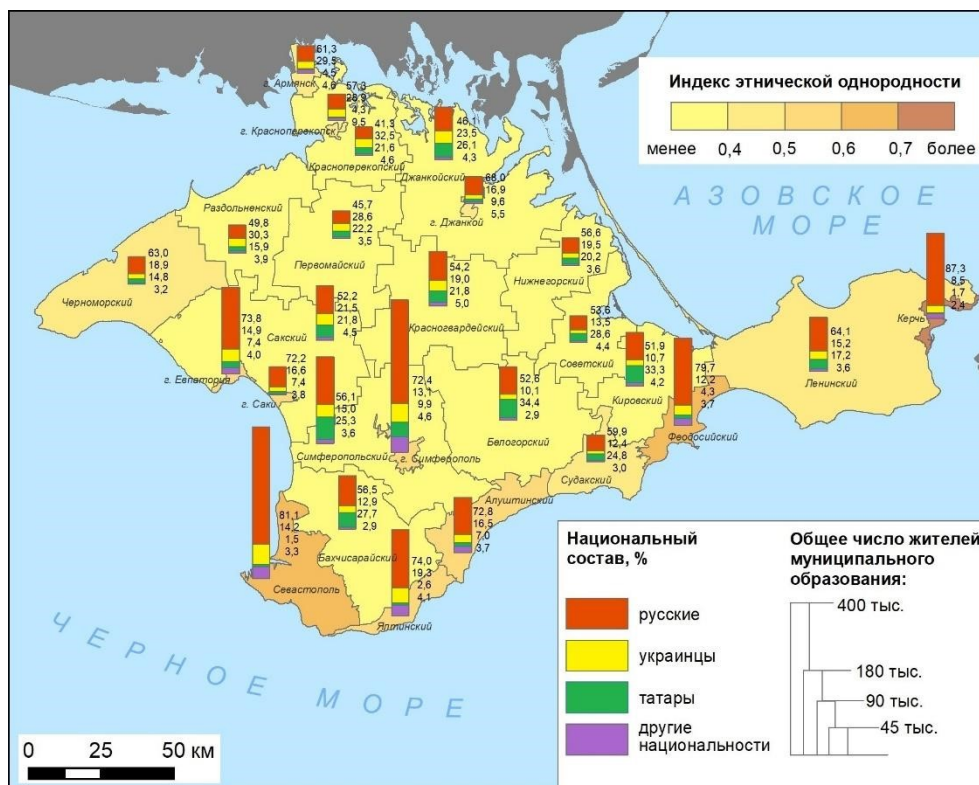 61,3
29,5
4,5
4,6
г. Армянск
57,3
28,9
4,3
9,5
г. Красноперекопск
41,3
32,5
21,6
4,6
Красноперекопский
46,1
23,5
26,1
4,3
Джанкойский
68,0
16,9
9,6
5,5
г. Джанкой
Раздольненский
49,8
30,3
15,9
3,9
45,7
28,6
22,2
3,5
Первомайский
56,6
19,5
20,2
3,6
Нижнегорский
63,0
18,9
14,8
3,2
Черноморский
54,2
19,0
21,8
5,0
Красногвардейский
52,2
21,5
21,8
4,5
Сакский
73,8
14,9
7,4
4,0
г. Евпатория
72,2
16,6
7,4
3,8
г. Саки
53,6
13,5
28,6
4,4
Советский
51,9
10,7
33,3
4,2
Кировский
79,7
12,2
4,3
3,7
Феодосийский
64,1
15,2
17,2
3,6
Ленинский
87,3
8,5
1,7
2,4
Керчь
56,1
15,0
25,3
3,6
Симферопольский
72,4
13,1
9,9
4,6
г. Симферополь
52,6
10,1
34,4
2,9
Белогорский
59,9
12,4
24,8
3,0
Судакский
Алуштинский
72,8
16,5
7,0
3,7
56,5
12,9
27,7
2,9
Бахчисарайский
81,1
14,2
1,5
3,3
Севастополь
74,0
19,3
2,6
4,1
Ялтинский
АЗОВСКОЕ
МОРЕ
ЧЕРНОЕ МОРЕ
Индекс этнической однородности
менее 0,4 0,5 0,6 0,7 более
Национальный
состав, %
русские
украинцы
татары
другие
национальности
Общее число жителей
муниципального
образования:
400 тыс.
180 тыс.
90 тыс.
45 тыс.
0 25 50 км